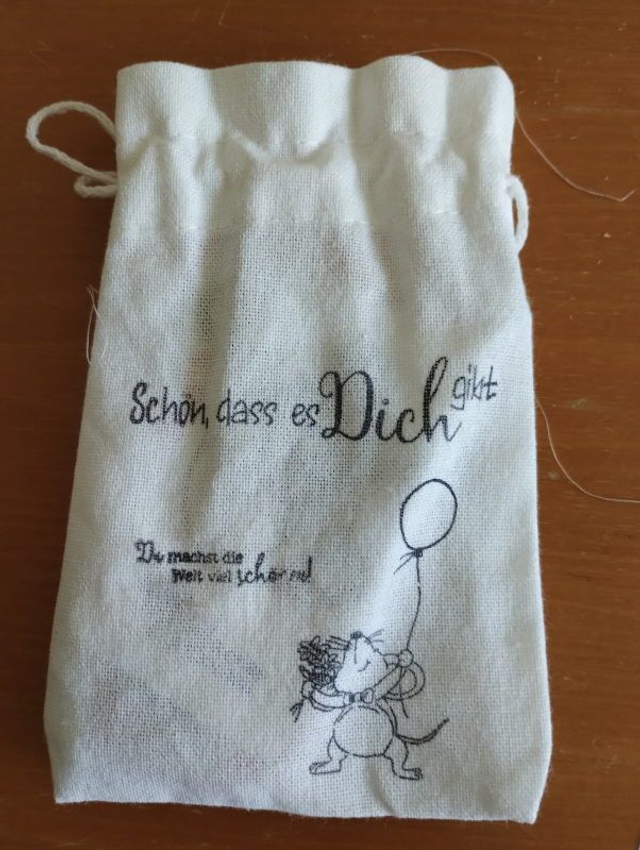 Schön, dass es Dich gibt
Du machst die
Welt viel schöner!